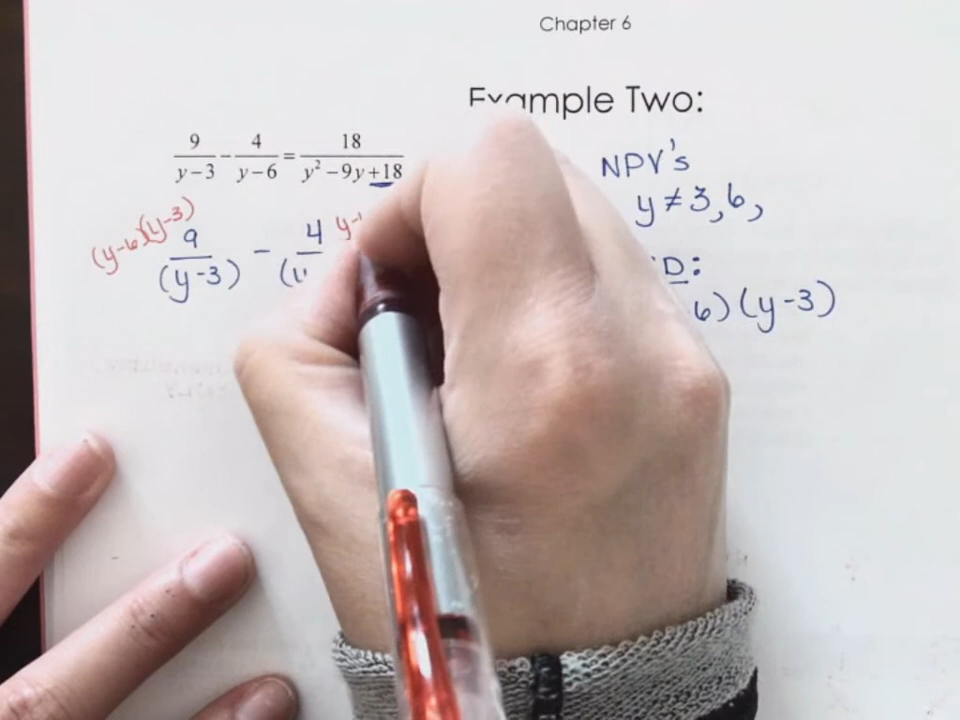 Chapter 6
Example Two:
9/(y-3) - 4/(y-6) = 18/(y² -9y+18)
NPV's
y ≠ 3, 6,
(y-6)(y-3) 9/(y-3) - 4
D:
6)(y-3)